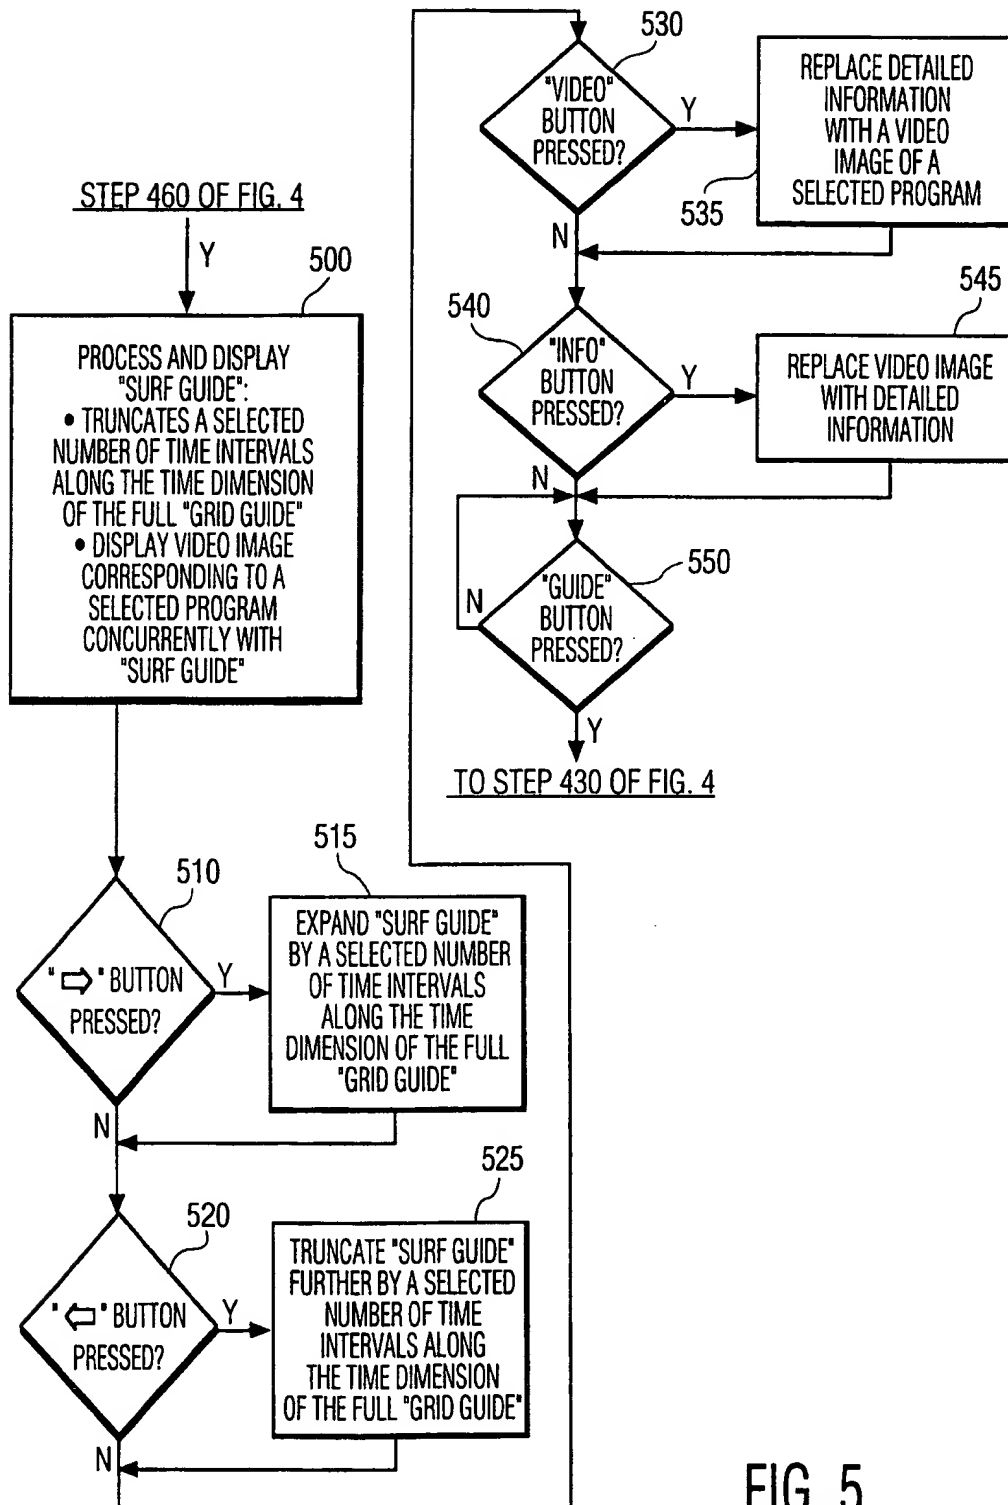 STEP 460 OF FIG. 4
Y
500
PROCESS AND DISPLAY
"SURF GUIDE":
• TRUNCATES A SELECTED
NUMBER OF TIME INTERVALS
ALONG THE TIME DIMENSION
OF THE FULL "GRID GUIDE"
• DISPLAY VIDEO IMAGE
CORRESPONDING TO A
SELECTED PROGRAM
CONCURRENTLY WITH
"SURF GUIDE"
510
"⇨" BUTTON
PRESSED?
Y
N
515
EXPAND "SURF GUIDE"
BY A SELECTED NUMBER
OF TIME INTERVALS
ALONG THE TIME
DIMENSION OF THE FULL
"GRID GUIDE"
520
"⇦" BUTTON
PRESSED?
Y
N
525
TRUNCATE "SURF GUIDE"
FURTHER BY A SELECTED
NUMBER OF TIME
INTERVALS ALONG
THE TIME DIMENSION
OF THE FULL "GRID GUIDE"
530
"VIDEO"
BUTTON
PRESSED?
Y
N
535
REPLACE DETAILED
INFORMATION
WITH A VIDEO
IMAGE OF A
SELECTED PROGRAM
540
"INFO"
BUTTON
PRESSED?
Y
N
545
REPLACE VIDEO IMAGE
WITH DETAILED
INFORMATION
550
"GUIDE"
BUTTON
PRESSED?
N
Y
TO STEP 430 OF FIG. 4
FIG. 5